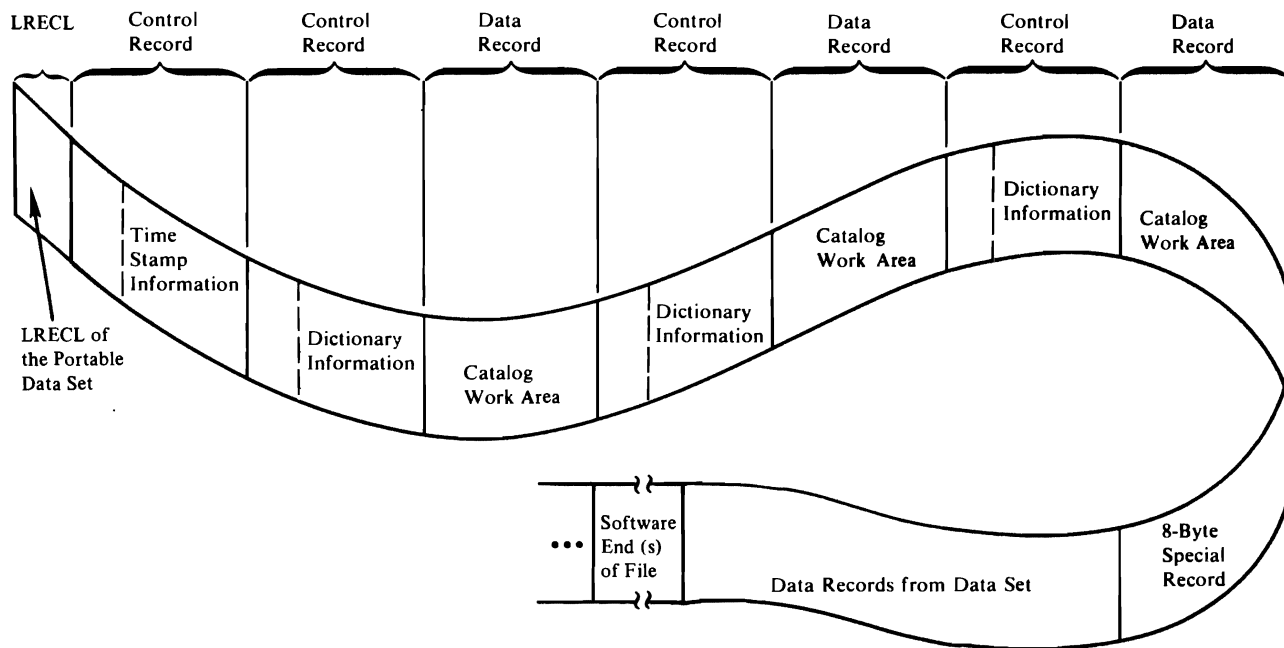 LRECL
Control
Record
Control
Record
Data
Record
Control
Record
Data
Record
Control
Record
Data
Record
Time
Stamp
Information
LRECL of
the Portable
Data Set
Dictionary
Information
Catalog
Work Area
Dictionary
Information
Catalog
Work Area
Dictionary
Information
Catalog
Work Area
8-Byte
Special
Record
Data Records from Data Set
Software
End (s)
of File
•••